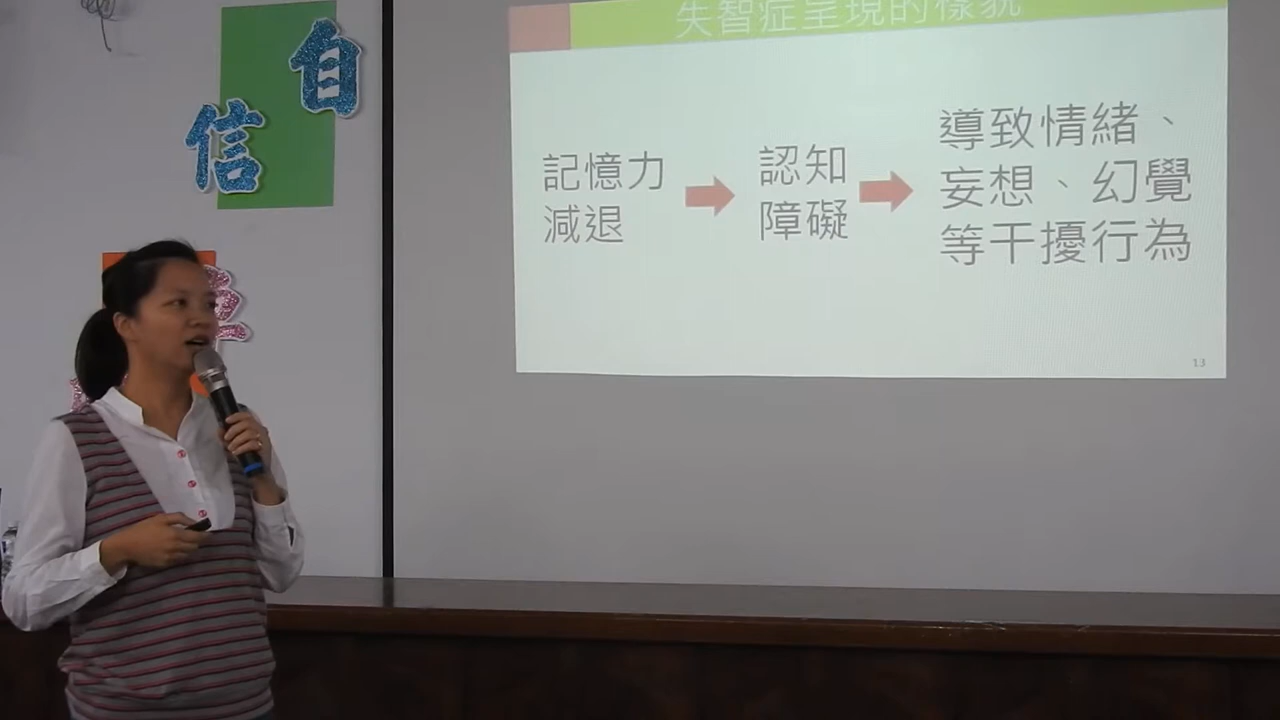 自
信
失智症呈現的樣貌
記憶力
減退
認知
障礙
導致情緒、
妄想、幻覺
等干擾行為
13